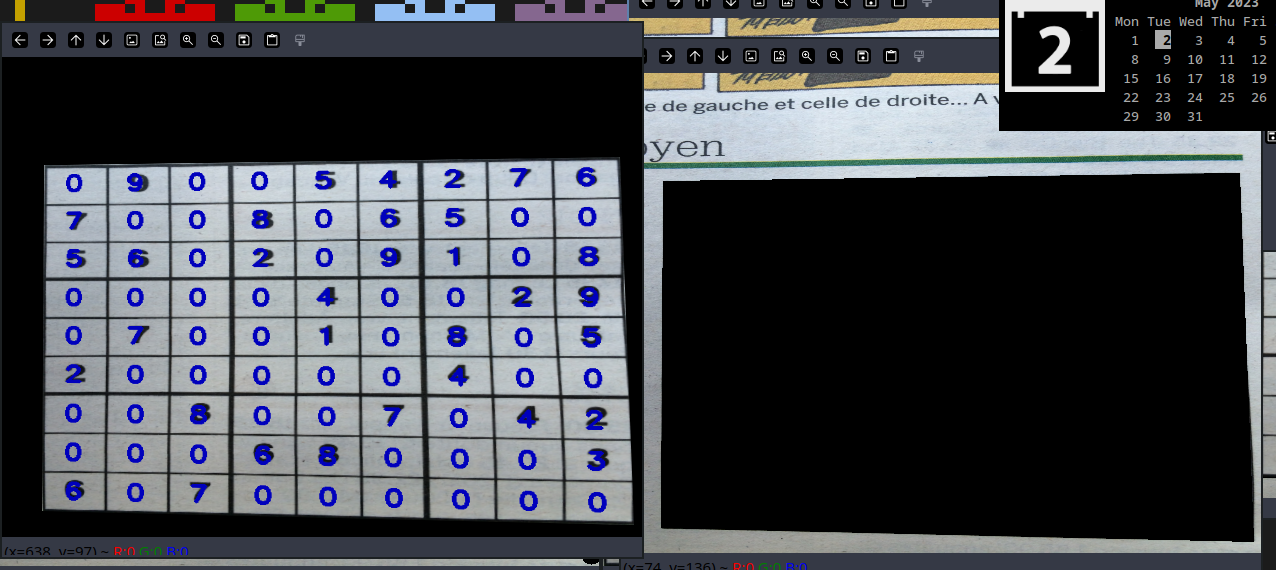 May 2023
Mon Tue Wed Thu Fri
1 2 3 4 5
8 9 10 11 12
15 16 17 18 19
22 23 24 25 26
29 30 31
2
e de gauche et celle de droite... A v
oyen
0 9 0 0 5 4 2 7 6
7 0 0 8 0 6 5 0 0
5 6 0 2 0 9 1 0 8
0 0 0 0 4 0 0 2 9
0 7 0 0 1 0 8 0 5
2 0 0 0 0 0 4 0 0
0 0 8 0 0 7 0 4 2
0 0 0 6 8 0 0 0 3
6 0 7 0 0 0 0 0 0
(x=638, y=97) ~ R:0 G:0 B:0
(x=74, y=136) ~ R:0 G:0 B:0